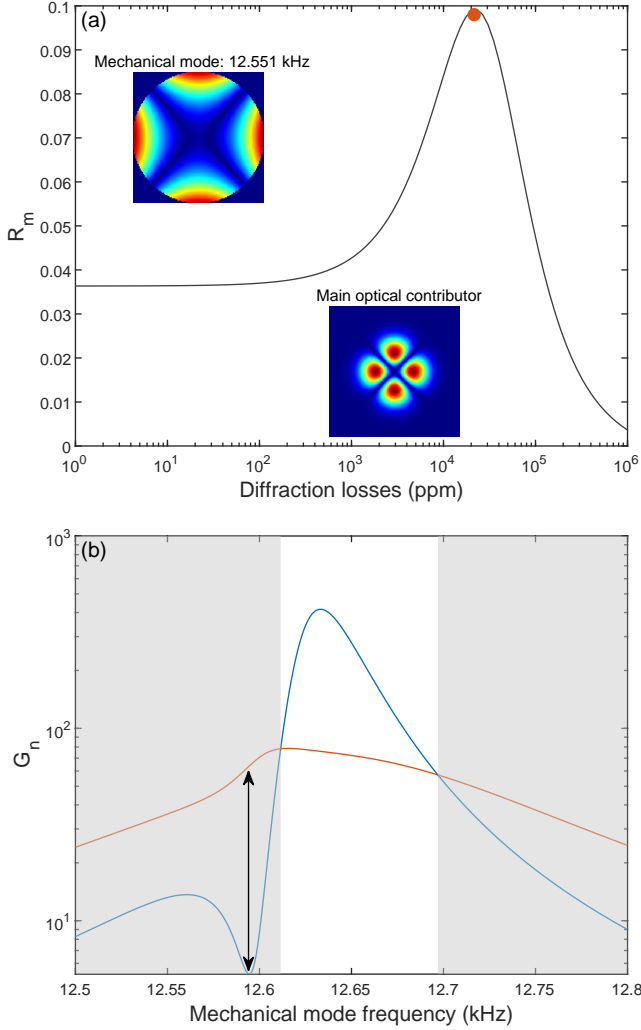 (a)
0.1
0.09
0.08
0.07
0.06
0.05
0.04
0.03
0.02
0.01
0
R_m
Mechanical mode: 12.551 kHz
Main optical contributor
10^0 10^1 10^2 10^3 10^4 10^5 10^6
Diffraction losses (ppm)
(b)
10^3
10^2
10^1
G_n
12.5 12.55 12.6 12.65 12.7 12.75 12.8
Mechanical mode frequency (kHz)